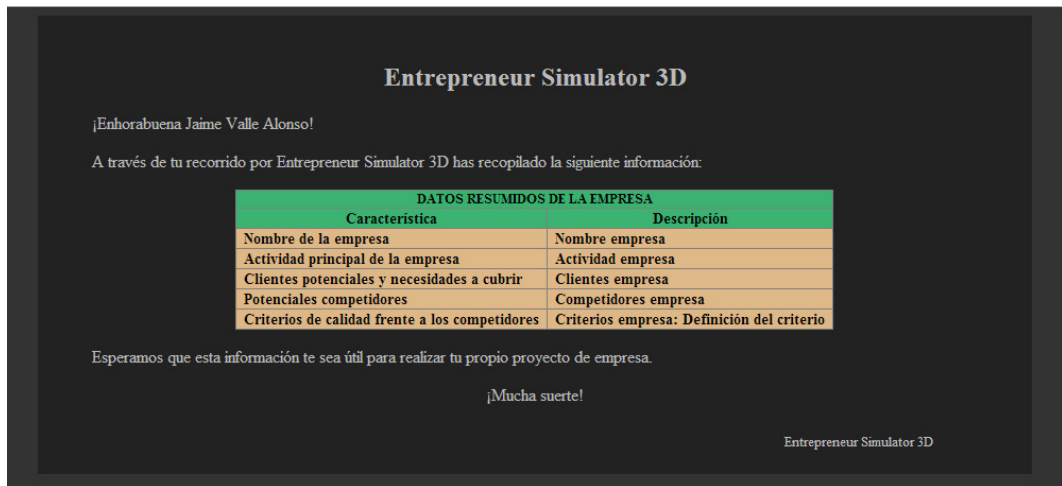 Entrepreneur Simulator 3D
¡Enhorabuena Jaime Valle Alonso!
A través de tu recorrido por Entrepreneur Simulator 3D has recopilado la siguiente información:
DATOS RESUMIDOS DE LA EMPRESA
Característica Descripción
Nombre de la empresa Nombre empresa
Actividad principal de la empresa Actividad empresa
Clientes potenciales y necesidades a cubrir Clientes empresa
Potenciales competidores Competidores empresa
Criterios de calidad frente a los competidores Criterios empresa: Definición del criterio
Esperamos que esta información te sea útil para realizar tu propio proyecto de empresa.
¡Mucha suerte!
Entrepreneur Simulator 3D